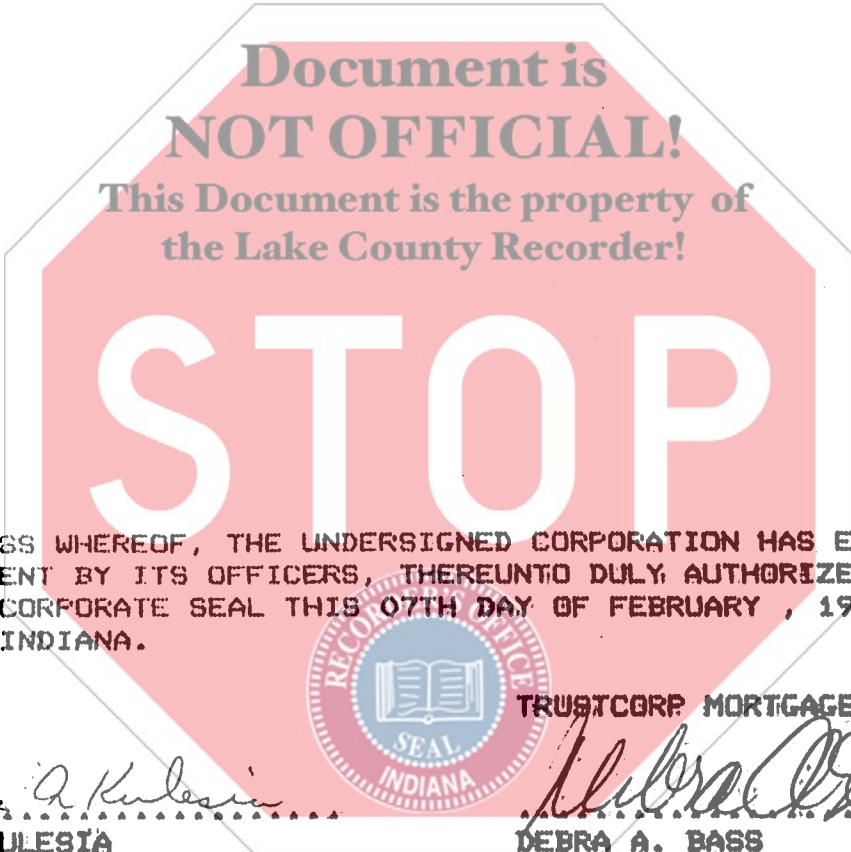 Document is
NOT OFFICIAL!
This Document is the property of
the Lake County Recorder!
STOP
SS WHEREOF, THE UNDERSIGNED CORPORATION HAS E
ENT BY ITS OFFICERS, THEREUNTO DULY AUTHORIZE
CORPORATE SEAL THIS 07TH DAY OF FEBRUARY , 19
INDIANA.
RECORDER'S OFFICE
SEAL
INDIANA
TRUSTCORP MORTGAGE
A Kulesia
Debra A
ULESIA
DEBRA A. BASS